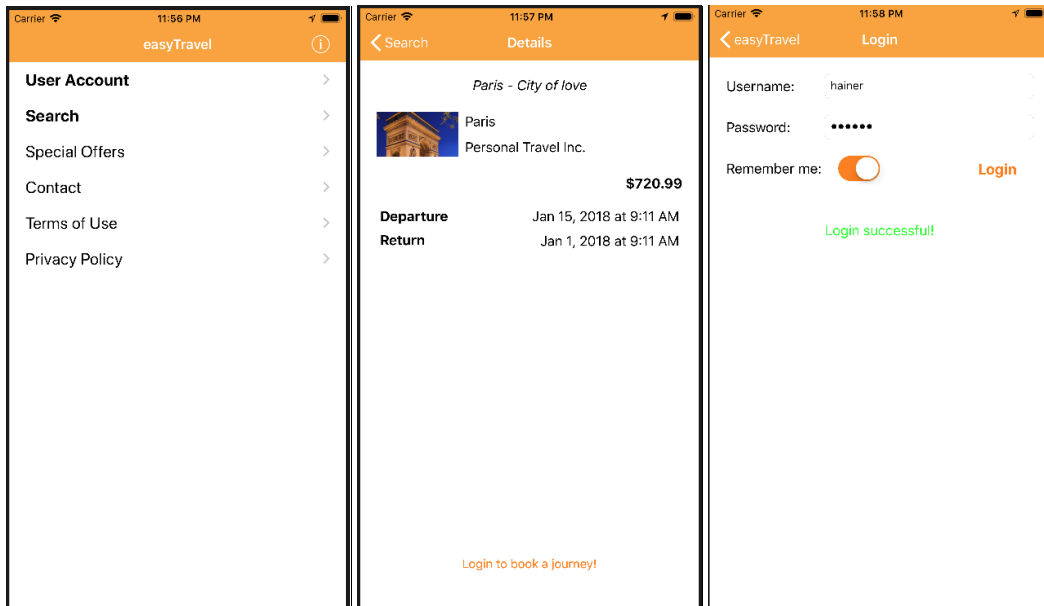 Carrier 11:56 PM
easyTravel
User Account
Search
Special Offers
Contact
Terms of Use
Privacy Policy
Carrier 11:57 PM
Search Details
Paris - City of love
Paris
Personal Travel Inc.
$720.99
Departure Jan 15, 2018 at 9:11 AM
Return Jan 1, 2018 at 9:11 AM
Login to book a journey!
Carrier 11:58 PM
easyTravel Login
Username: hainer
Password: ••••••
Remember me: Login
Login successful!